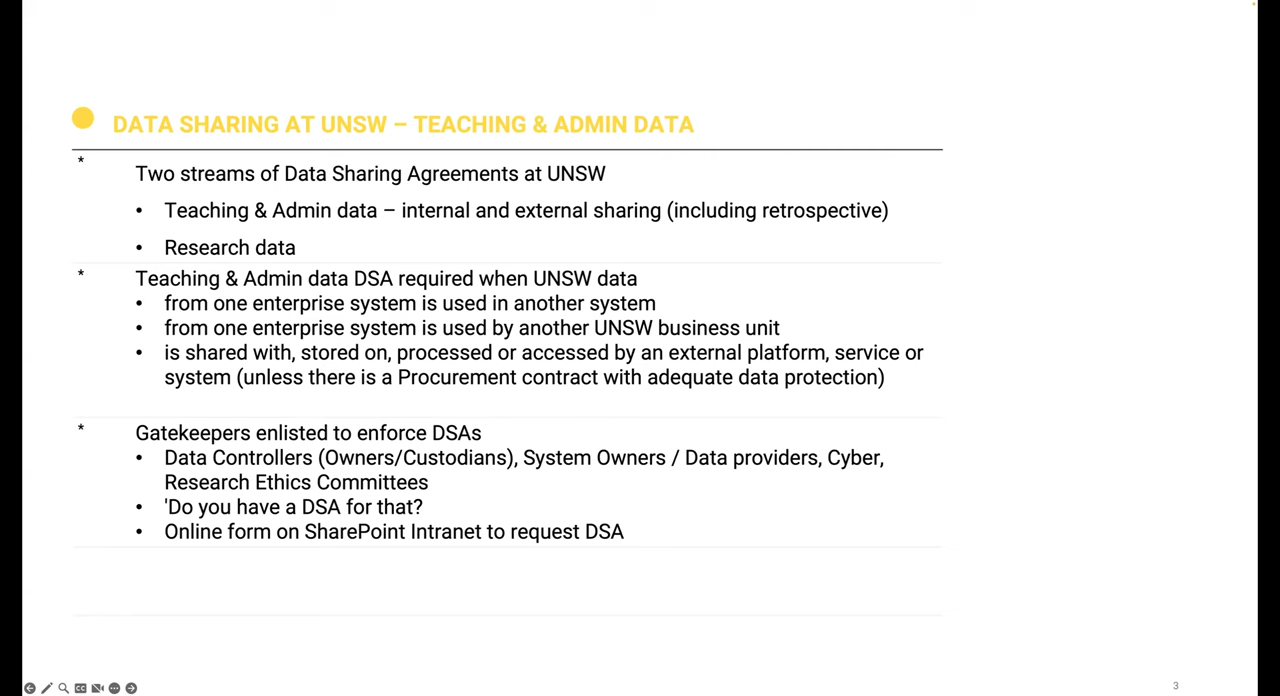 DATA SHARING AT UNSW – TEACHING & ADMIN DATA
*
Two streams of Data Sharing Agreements at UNSW
• Teaching & Admin data – internal and external sharing (including retrospective)
• Research data
*
Teaching & Admin data DSA required when UNSW data
• from one enterprise system is used in another system
• from one enterprise system is used by another UNSW business unit
• is shared with, stored on, processed or accessed by an external platform, service or
system (unless there is a Procurement contract with adequate data protection)
*
Gatekeepers enlisted to enforce DSAs
• Data Controllers (Owners/Custodians), System Owners / Data providers, Cyber,
Research Ethics Committees
• 'Do you have a DSA for that?
• Online form on SharePoint Intranet to request DSA
3